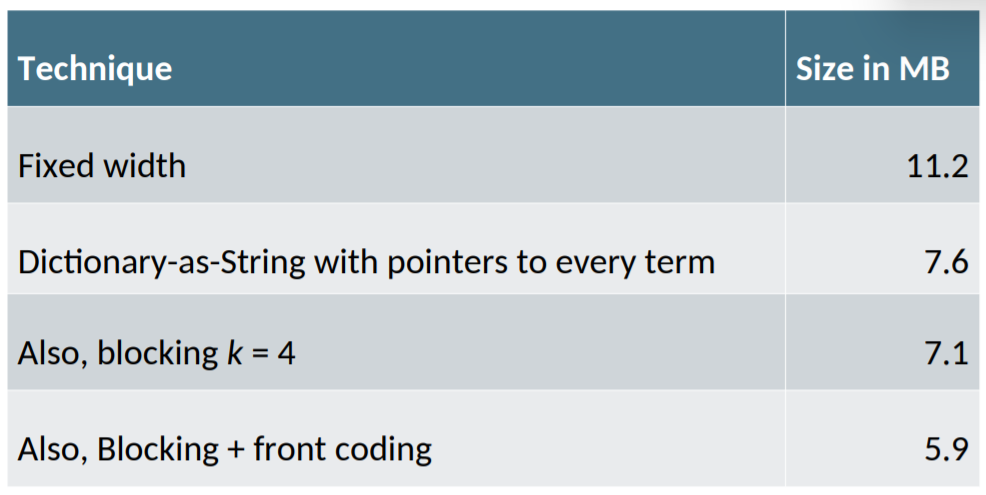 Technique Size in MB
Fixed width 11.2
Dictionary-as-String with pointers to every term 7.6
Also, blocking k = 4 7.1
Also, Blocking + front coding 5.9